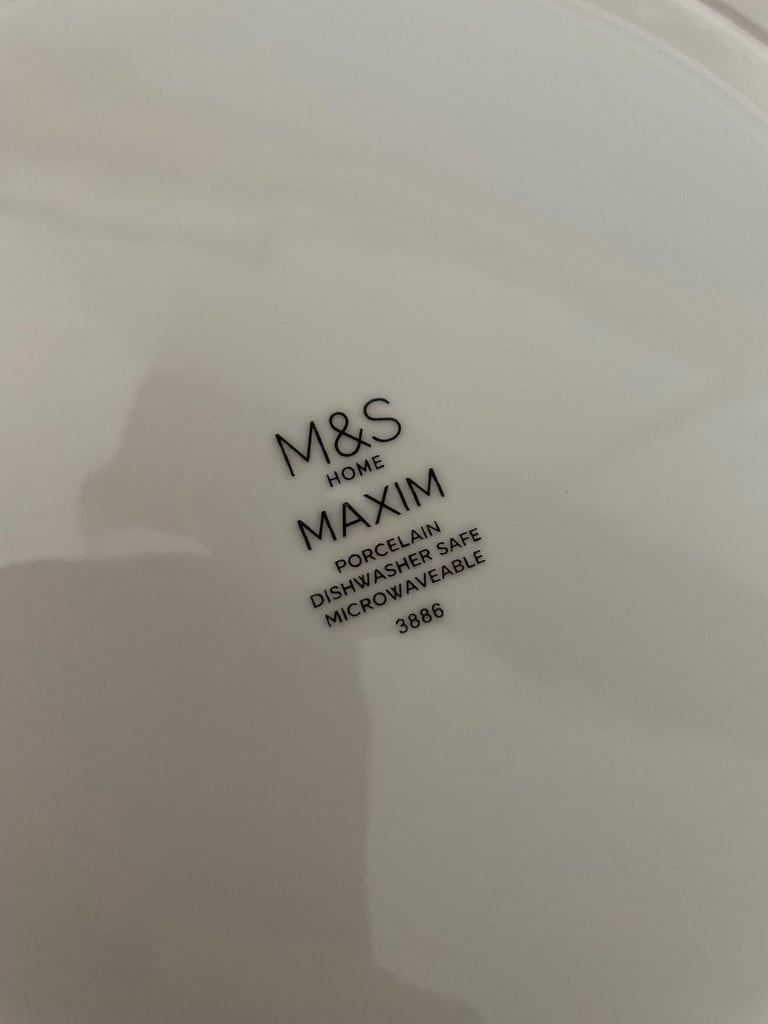 M&S
HOME
MAXIM
PORCELAIN
DISHWASHER SAFE
MICROWAVEABLE
3886